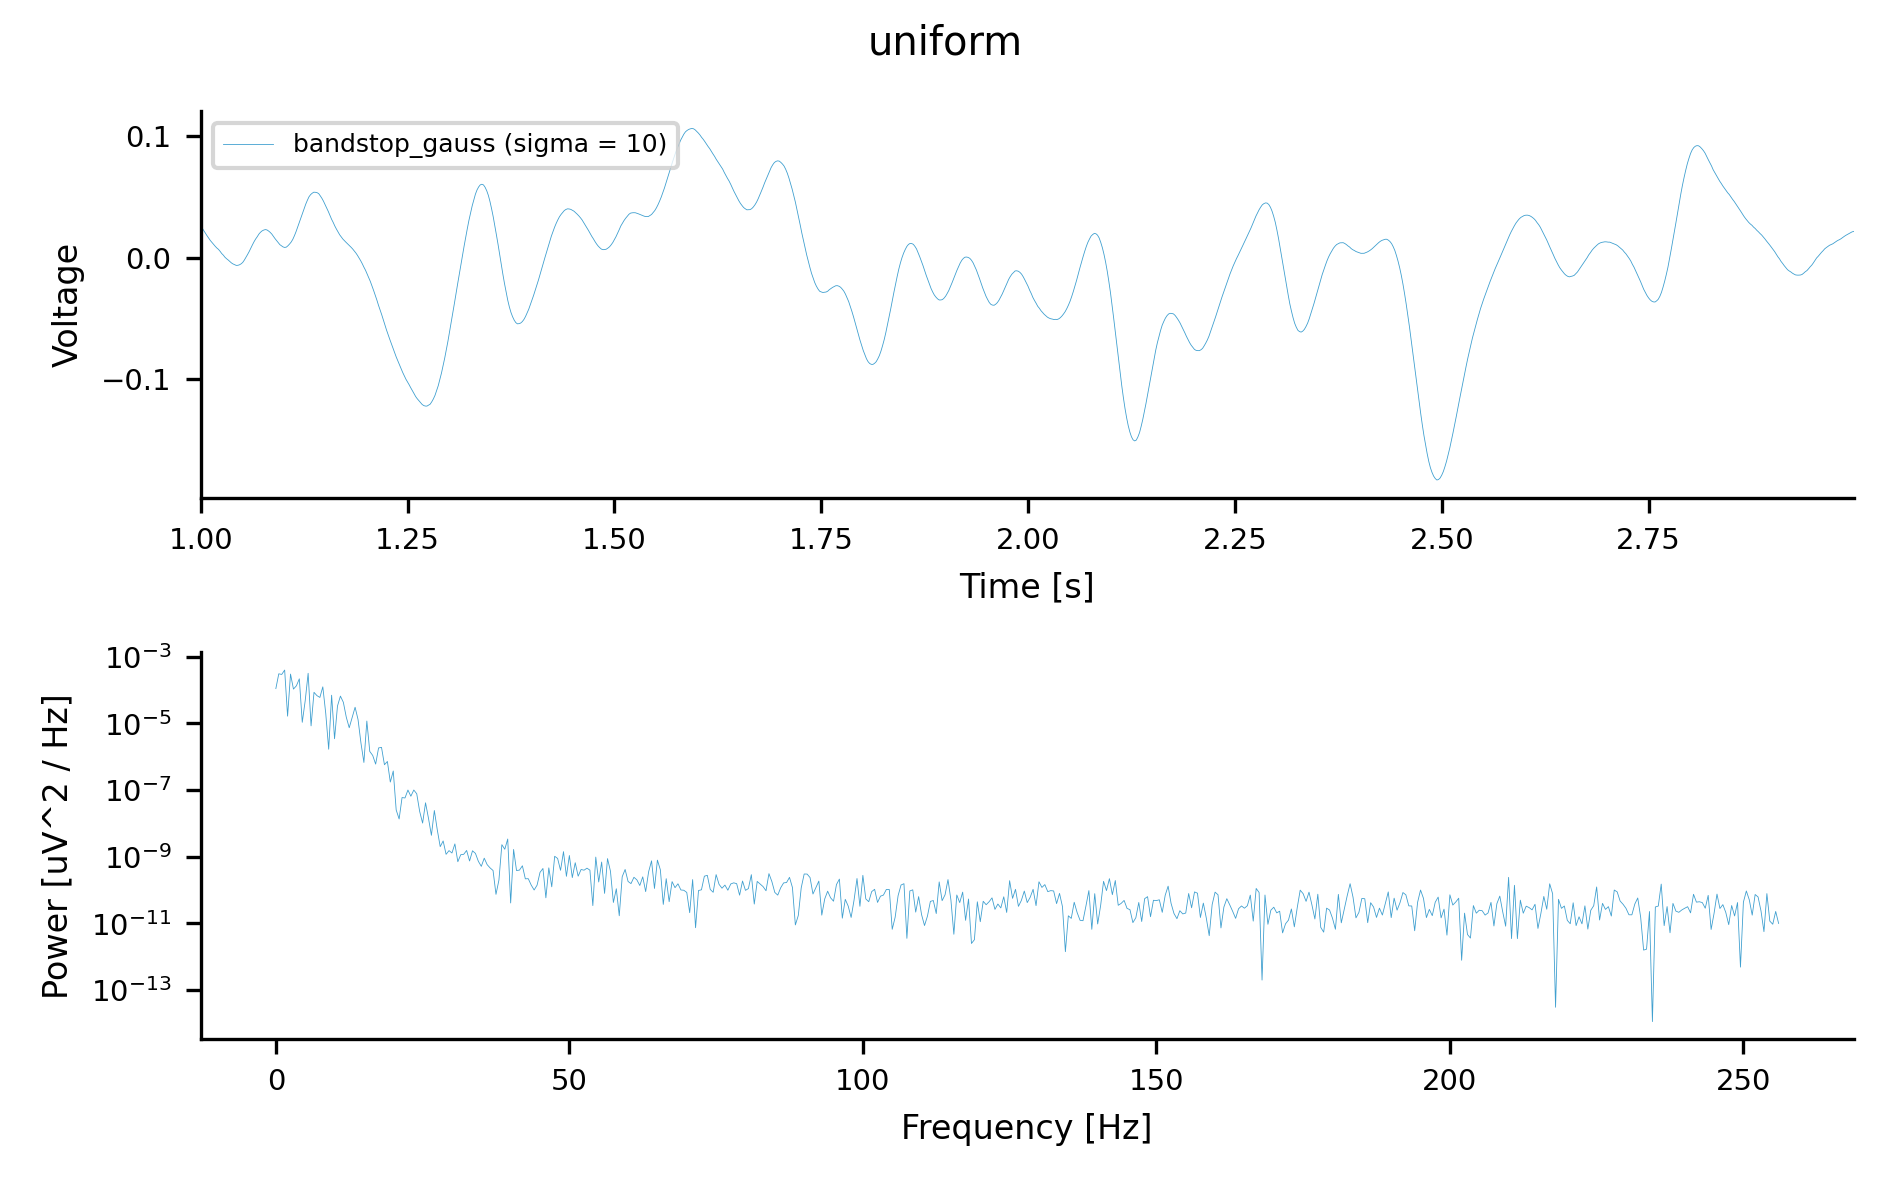 uniform
bandstop_gauss (sigma = 10)
0.1
0.0
−0.1
Voltage
1.00 1.25 1.50 1.75 2.00 2.25 2.50 2.75
Time [s]
10⁻³
10⁻⁵
10⁻⁷
10⁻⁹
10⁻¹¹
10⁻¹³
Power [uV^2 / Hz]
0 50 100 150 200 250
Frequency [Hz]